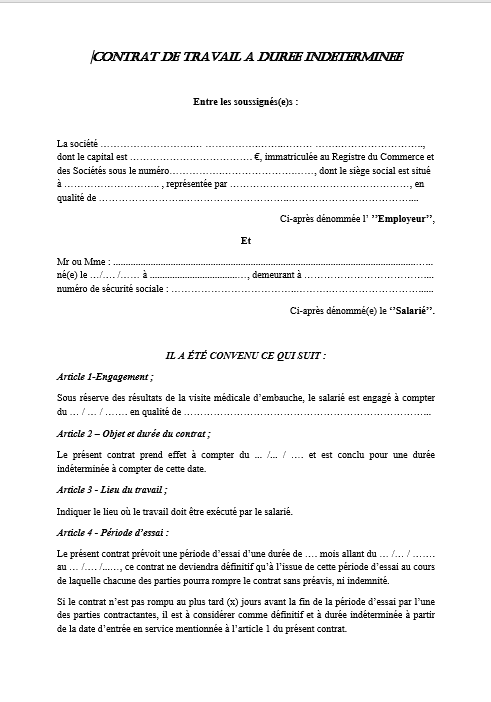 CONTRAT DE TRAVAIL A DUREE INDETERMINEE
Entre les soussignés(e)s :
La société ……………………………. ………………………..……… ………………………………..,
dont le capital est ………………………………. €, immatriculée au Registre du Commerce et
des Sociétés sous le numéro……………………………………., dont le siège social est situé
à ……………………….. , représentée par ………………………………………………, en
qualité de ……………………...………………………….………………………………....
Ci-après dénommée l’ ’’Employeur’’,
Et
Mr ou Mme : ...........................................................................................................................…...
né(e) le …/…. /…… à ....................................…, demeurant à ………………………………....
numéro de sécurité sociale : ……………………………….………………………………......
Ci-après dénommé(e) le ‘’Salarié’’.
IL A ÉTÉ CONVENU CE QUI SUIT :
Article 1-Engagement ;
Sous réserve des résultats de la visite médicale d’embauche, le salarié est engagé à compter
du … / … / ……. en qualité de ………………………………………………………………...
Article 2 – Objet et durée du contrat ;
Le présent contrat prend effet à compter du ... /... / …. et est conclu pour une durée
indéterminée à compter de cette date.
Article 3 - Lieu du travail ;
Indiquer le lieu où le travail doit être exécuté par le salarié.
Article 4 - Période d’essai :
Le présent contrat prévoit une période d’essai d’une durée de …. mois allant du … /… / …….
au … /…. /...…, ce contrat ne deviendra définitif qu’à l’issue de cette période d’essai au cours
de laquelle chacune des parties pourra rompre le contrat sans préavis, ni indemnité.
Si le contrat n’est pas rompu au plus tard (x) jours avant la fin de la période d’essai par l’une
des parties contractantes, il est à considérer comme définitif et à durée indéterminée à partir
de la date d’entrée en service mentionnée à l’article 1 du présent contrat.